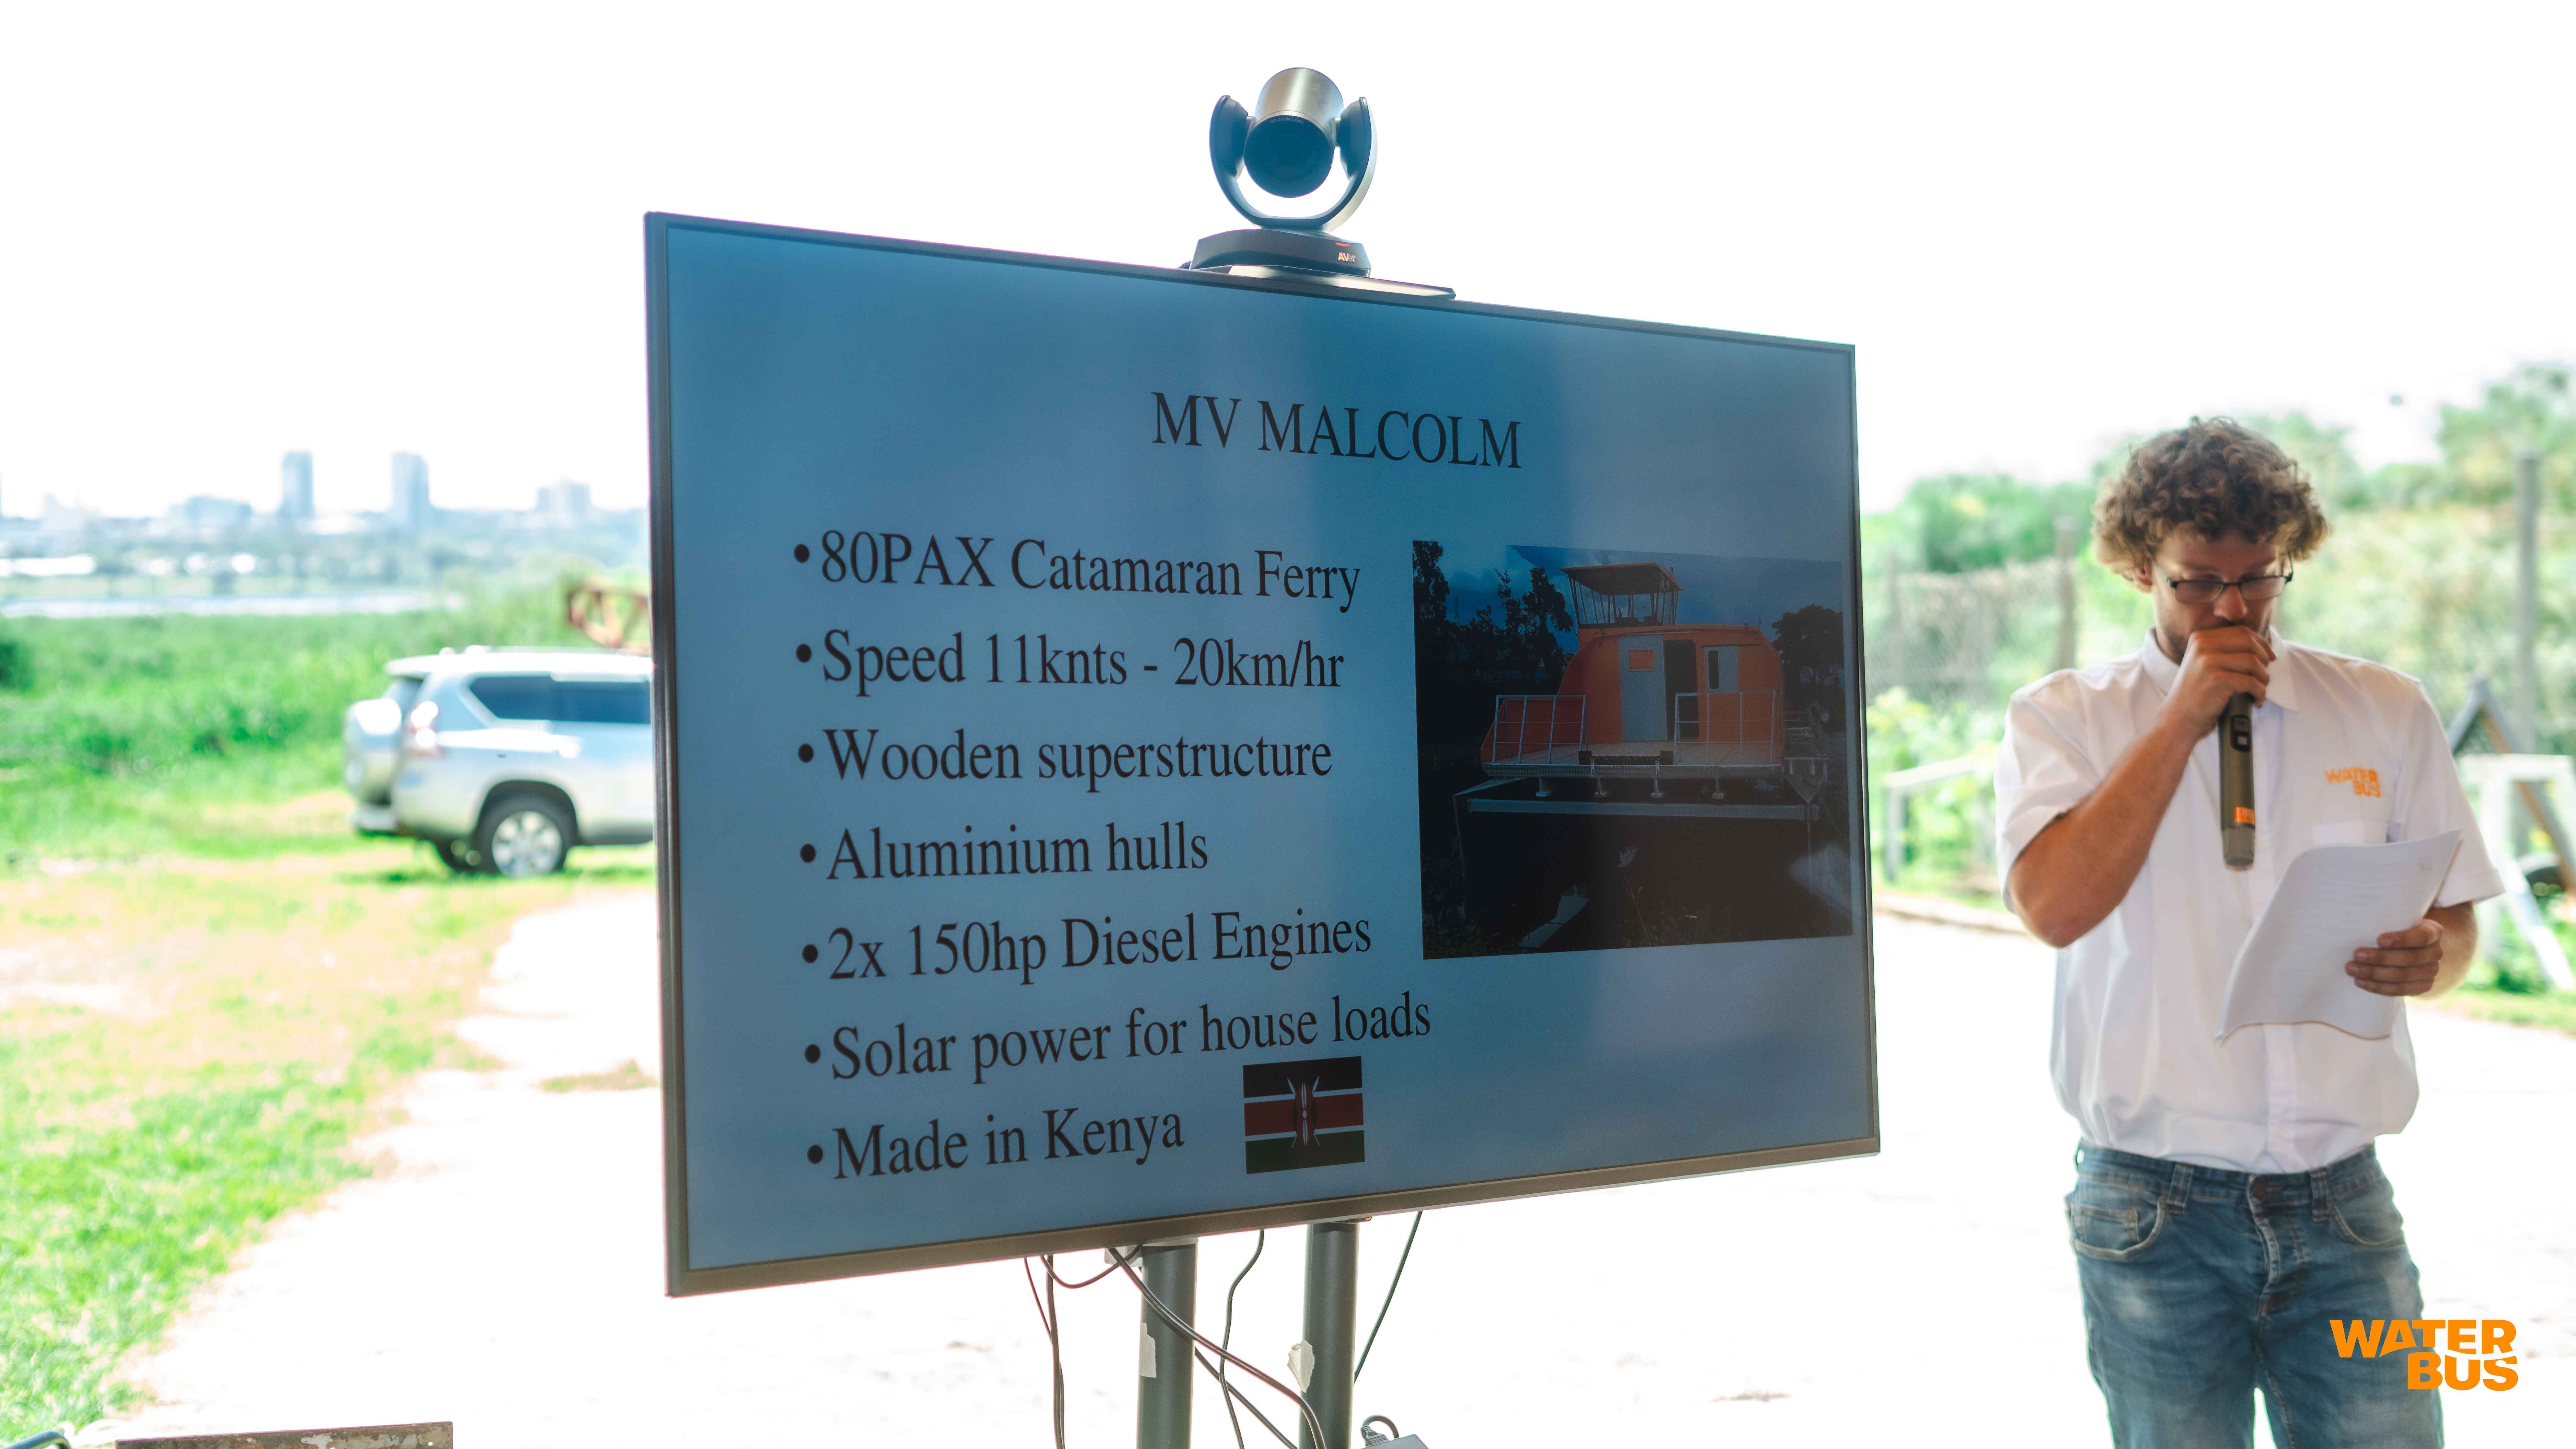 AVer
MV MALCOLM
•80PAX Catamaran Ferry
•Speed 11knts - 20km/hr
•Wooden superstructure
•Aluminium hulls
•2x 150hp Diesel Engines
•Solar power for house loads
•Made in Kenya
WATER
BUS
WATER
BUS